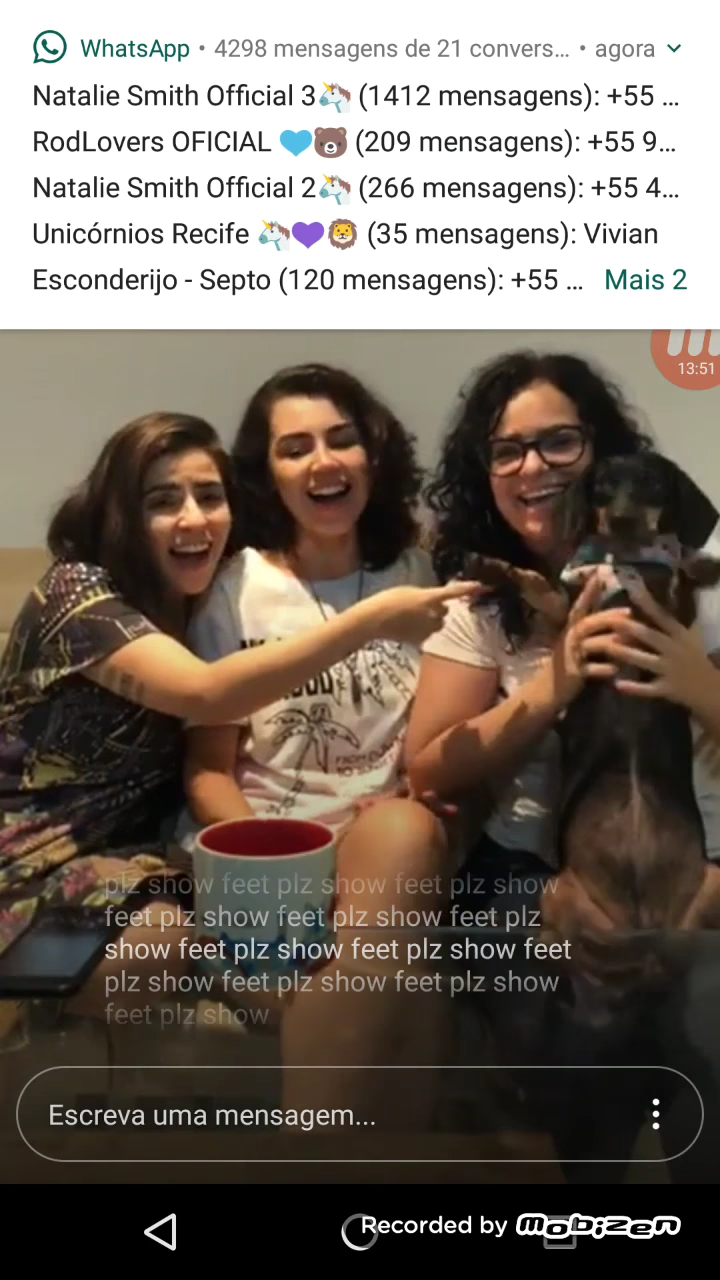 WhatsApp • 4298 mensagens de 21 convers... • agora
Natalie Smith Official 3🦄 (1412 mensagens): +55 ...
RodLovers OFICIAL 💙🐻 (209 mensagens): +55 9...
Natalie Smith Official 2🦄 (266 mensagens): +55 4...
Unicórnios Recife 🦄💜🦁 (35 mensagens): Vivian
Esconderijo - Septo (120 mensagens): +55 ... Mais 2
13:51
plz show feet plz show feet plz show
feet plz show feet plz show feet plz
show feet plz show feet plz show feet
plz show feet plz show feet plz show
feet plz show
Escreva uma mensagem...
Recorded by mobizen